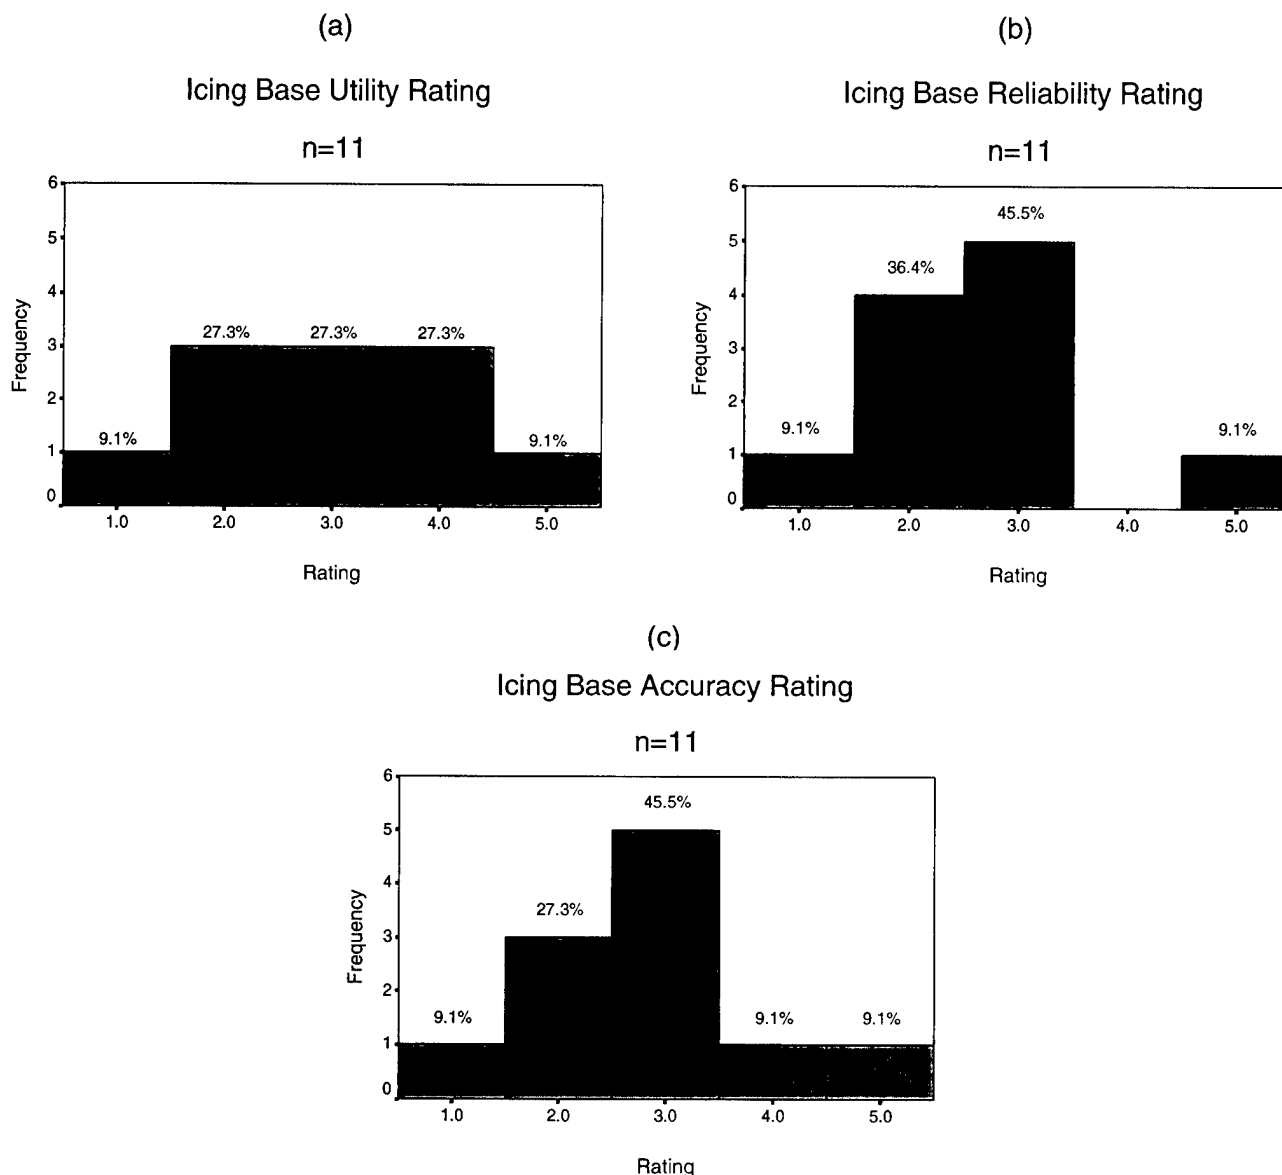 (a)
Icing Base Utility Rating
n=11
6
5
4
3
2
1
0
Frequency
27.3% 27.3% 27.3%
9.1% 9.1%
1.0 2.0 3.0 4.0 5.0
Rating
(b)
Icing Base Reliability Rating
n=11
6
5
4
3
2
1
0
Frequency
45.5%
36.4%
9.1% 9.1%
1.0 2.0 3.0 4.0 5.0
Rating
(c)
Icing Base Accuracy Rating
n=11
6
5
4
3
2
1
0
Frequency
45.5%
27.3%
9.1% 9.1% 9.1%
1.0 2.0 3.0 4.0 5.0
Rating